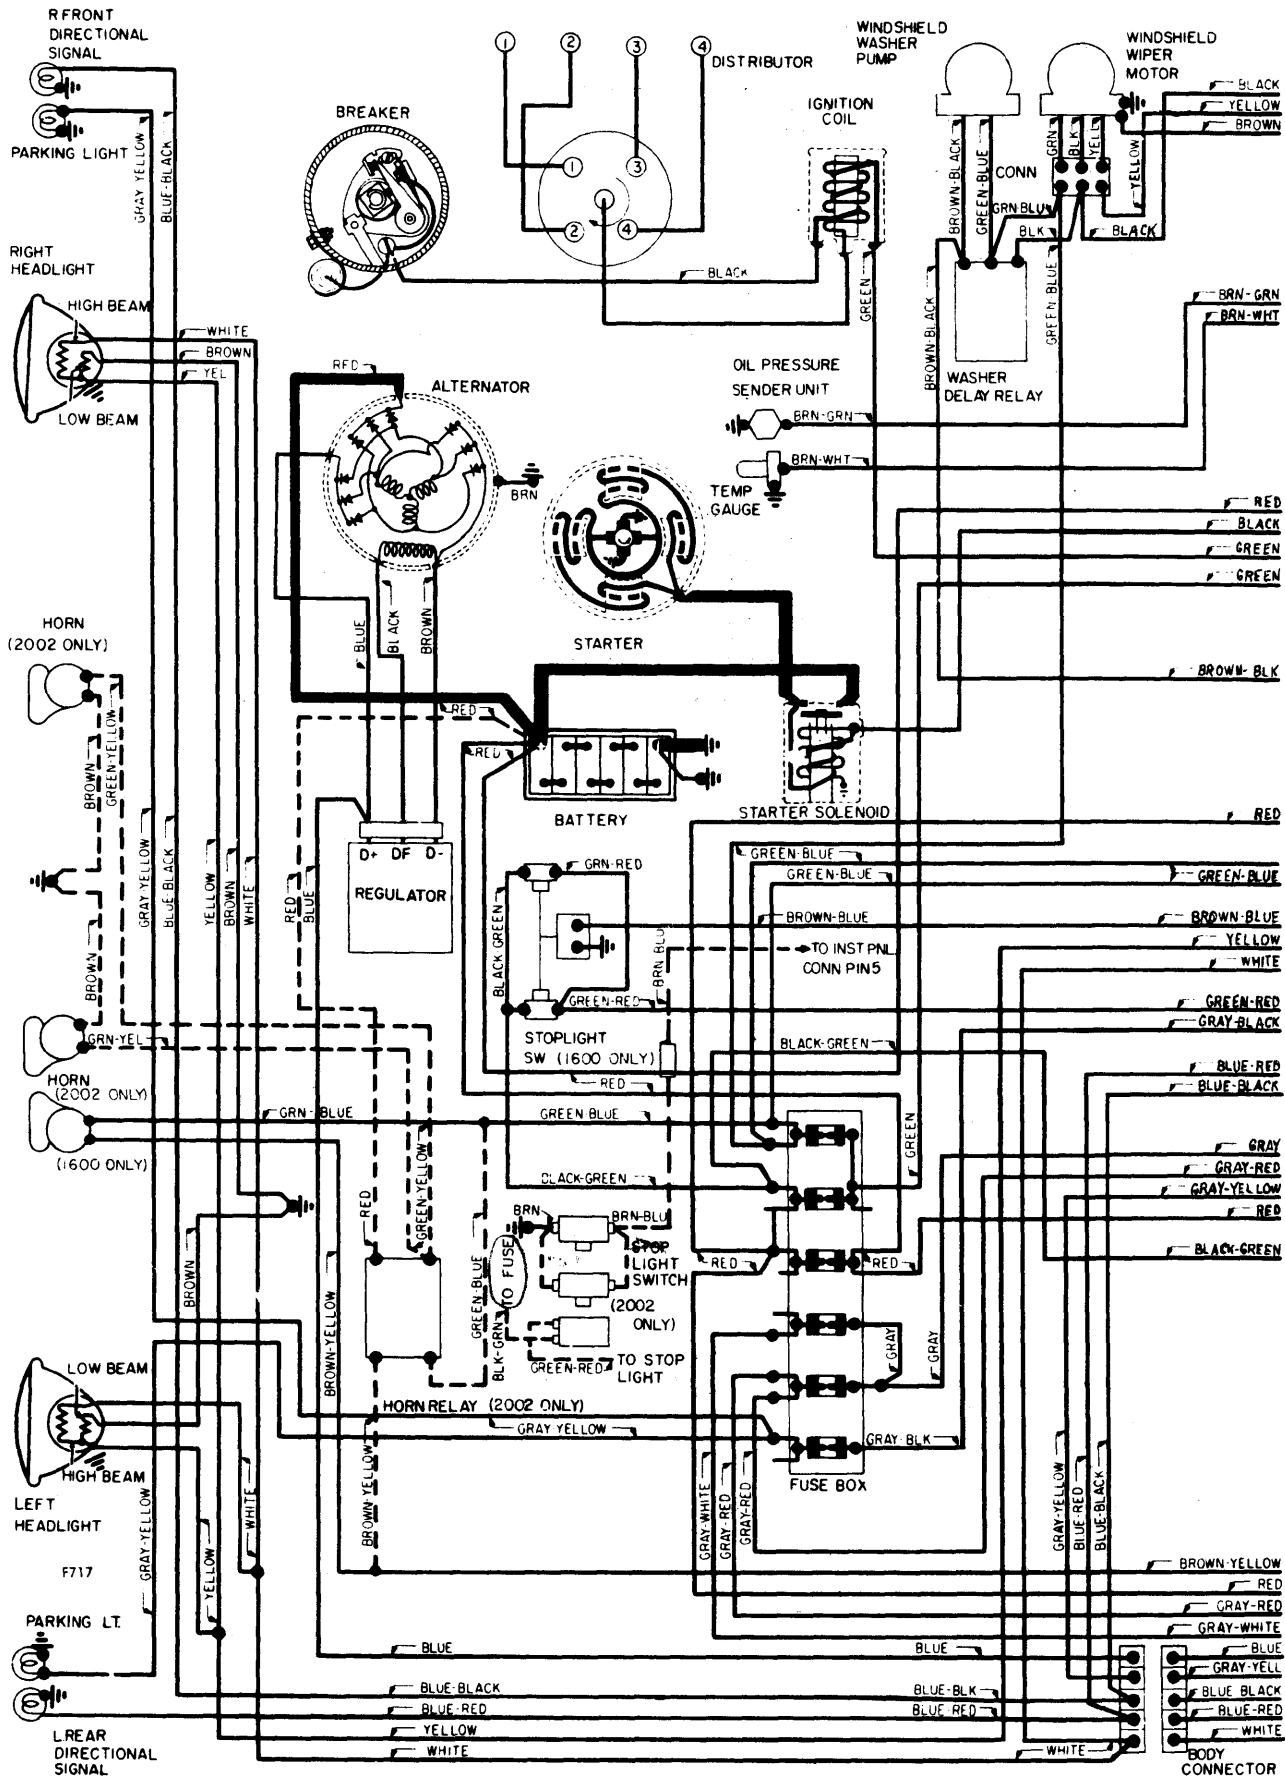 R FRONT
DIRECTIONAL
SIGNAL
PARKING LIGHT
GRAY YELLOW
BLUE-BLACK
BREAKER
1
2
3
4
DISTRIBUTOR
1
3
2
4
WINDSHIELD
WASHER
PUMP
IGNITION
COIL
WINDSHIELD
WIPER
MOTOR
BLACK
YELLOW
BROWN
GRN
BLK
YELL
YELLOW
CONN
BROWN-BLACK
GREEN-BLUE
GRN-BLU
BLK
BLACK
RIGHT
HEADLIGHT
HIGH BEAM
WHITE
BROWN
YEL
LOW BEAM
BLACK
GREEN
BROWN-BLACK
GREEN-BLUE
BRN-GRN
BRN-WHT
WASHER
DELAY RELAY
RED
ALTERNATOR
BRN
OIL PRESSURE
SENDER UNIT
BRN-GRN
BRN-WHT
TEMP
GAUGE
RED
BLACK
GREEN
GREEN
BLUE
BLACK
BROWN
STARTER
HORN
(2002 ONLY)
BROWN
GREEN-YELLOW
BROWN-BLK
RED
RED
BATTERY
STARTER SOLENOID
RED
D+ DF D-
REGULATOR
GRAY-YELLOW
BLUE-BLACK
YELLOW
BROWN
WHITE
RED
BLUE
GREEN-BLUE
GREEN-BLUE
GREEN-BLUE
GRN-RED
BLACK-GREEN
BROWN-BLUE
BROWN-BLUE
BRN BLU
TO INST PNL
CONN PIN 5
YELLOW
WHITE
BROWN
GREEN-RED
GREEN-RED
STOPLIGHT
SW (1600 ONLY)
GRAY-BLACK
GRN-YEL
BLACK-GREEN
HORN
(2002 ONLY)
RED
BLUE-RED
BLUE-BLACK
GRN-BLUE
GREEN-BLUE
(1600 ONLY)
GREEN
GRAY
GRAY-RED
GRAY-YELLOW
RED
BLACK-GREEN
BLACK-GREEN
RED
GREEN-YELLOW
BRN
BRN-BLU
STOP
LIGHT
SWITCH
(2002
ONLY)
TO FUSE
BLK-GRN
GREEN-BLUE
RED
RED
BROWN
BROWN-YELLOW
GREEN-RED
TO STOP
LIGHT
GRAY
GRAY
LOW BEAM
HORN RELAY (2002 ONLY)
GRAY-YELLOW
GRAY-BLK
FUSE BOX
HIGH BEAM
LEFT
HEADLIGHT
WHITE
BROWN-YELLOW
GRAY-WHITE
GRAY-RED
GRAY-RED
GRAY-YELLOW
BLUE-RED
BLUE-BLACK
F717
GRAY-YELLOW
YELLOW
BROWN-YELLOW
RED
GRAY-RED
GRAY-WHITE
PARKING LT.
BLUE
BLUE
BLUE
GRAY-YELL
BLUE-BLACK
BLUE-BLK
BLUE BLACK
BLUE-RED
BLUE-RED
BLUE-RED
YELLOW
WHITE
WHITE
WHITE
L.REAR
DIRECTIONAL
SIGNAL
BODY
CONNECTOR